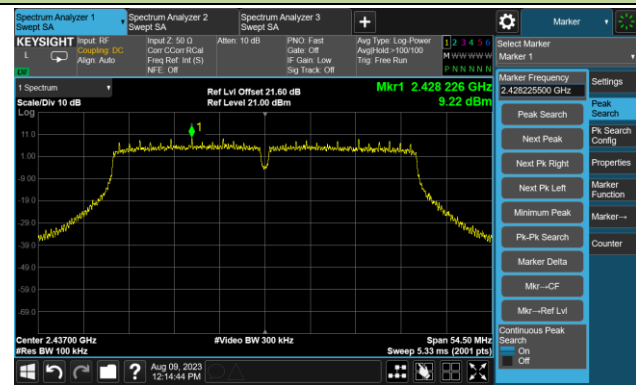 Spectrum Analyzer 1
Swept SA
Spectrum Analyzer 2
Swept SA
Spectrum Analyzer 3
Swept SA
+
Marker
KEYSIGHT
L
Input: RF
Coupling: DC
Align: Auto
Input Z: 50 Ω
Corr CCorr RCal
Freq Ref: Int (S)
NFE: Off
Atten: 10 dB
PNO: Fast
Gate: Off
IF Gain: Low
Sig Track: Off
Avg Type: Log-Power
Avg|Hold >100/100
Trig: Free Run
1 2 3 4 5 6
M W W W W W
P N N N N N
Select Marker
Marker 1
1 Spectrum
Scale/Div 10 dB
Log
Ref Lvl Offset 21.60 dB
Ref Level 21.00 dBm
Mkr1 2.428 226 GHz
9.22 dBm
1
11.0
1.00
-9.00
-19.0
-29.0
-39.0
-49.0
-59.0
-69.0
Center 2.43700 GHz
#Res BW 100 kHz
#Video BW 300 kHz
Span 54.50 MHz
Sweep 5.33 ms (2001 pts)
Marker Frequency
2.428225500 GHz
Peak Search
Next Peak
Next Pk Right
Next Pk Left
Minimum Peak
Pk-Pk Search
Marker Delta
Mkr→CF
Mkr→Ref Lvl
Continuous Peak
Search
On
Off
Settings
Peak
Search
Pk Search
Config
Properties
Marker
Function
Marker→
Counter
?
Aug 09, 2023
12:14:44 PM